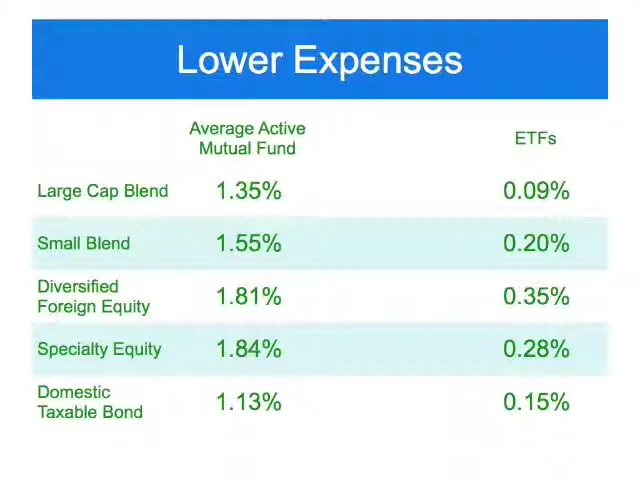 Lower Expenses
Average Active
Mutual Fund
ETFs
Large Cap Blend 1.35% 0.09%
Small Blend 1.55% 0.20%
Diversified
Foreign Equity 1.81% 0.35%
Specialty Equity 1.84% 0.28%
Domestic
Taxable Bond 1.13% 0.15%